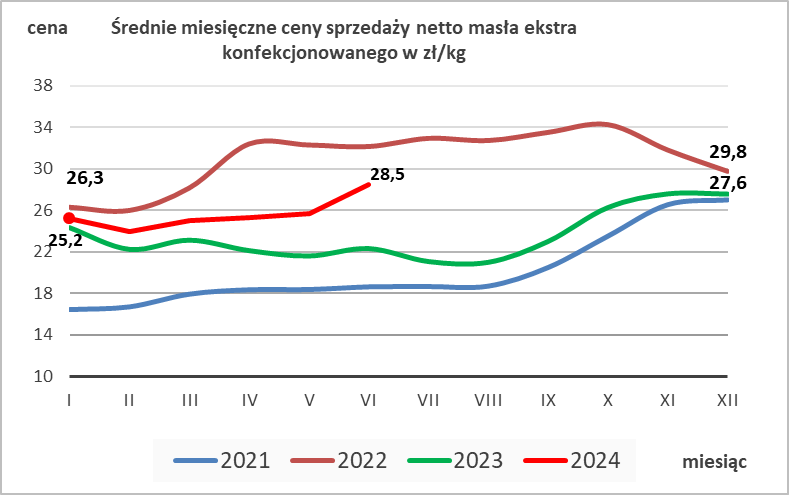 cena
Średnie miesięczne ceny sprzedaży netto masła ekstra
konfekcjonowanego w zł/kg
38
34
30
26
22
18
14
10
26,3
25,2
28,5
29,8
27,6
I II III IV V VI VII VIII IX X XI XII
2021 2022 2023 2024
miesiąc